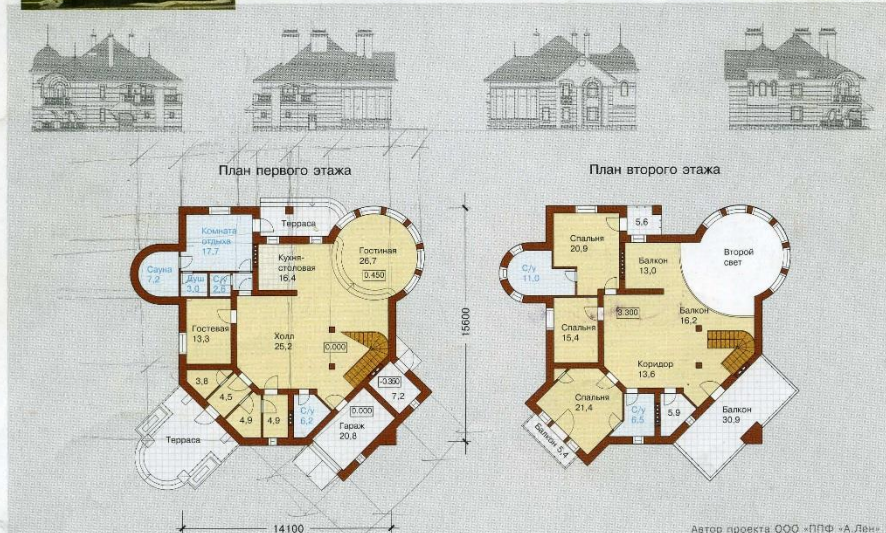 План первого этажа
План второго этажа
Терраса
Комната
отдыха
17,7
Кухня-
столовая
16,4
Гостиная
26,7
0.450
Сауна
7,2
Душ
3,0
С/у
2,6
Гостевая
13,3
Холл
25,2
0.000
3,8
4,5
4,9
4,9
С/у
6,2
-0.360
7,2
0.000
Гараж
20,8
Терраса
14100
15600
5,6
Спальня
20,9
Балкон
13,0
Второй
свет
С/у
11,0
Спальня
15,4
3.300
Балкон
16,2
Коридор
13,6
Спальня
21,4
С/у
6,5
5,9
Балкон
30,9
Балкон 5,4
Автор проекта ООО «ППФ «А.Лен»